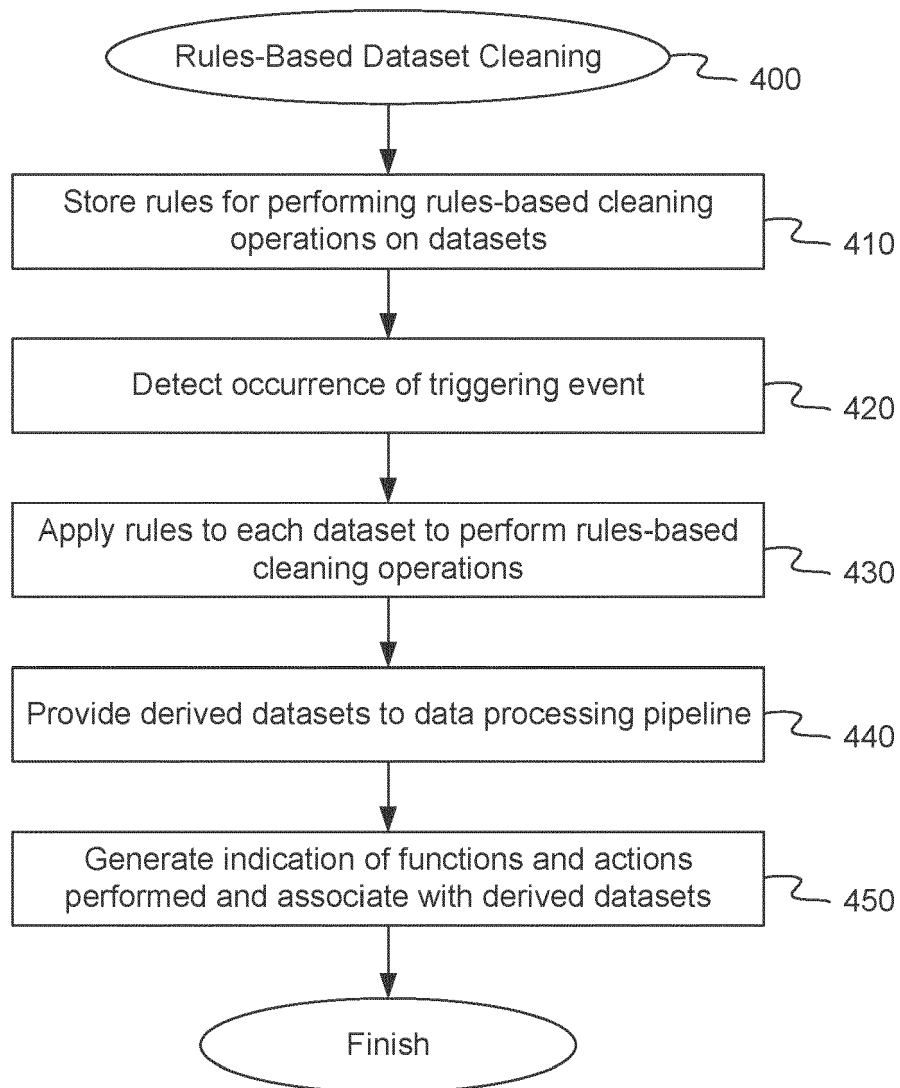 Rules-Based Dataset Cleaning
400
Store rules for performing rules-based cleaning
operations on datasets
410
Detect occurrence of triggering event
420
Apply rules to each dataset to perform rules-based
cleaning operations
430
Provide derived datasets to data processing pipeline
440
Generate indication of functions and actions
performed and associate with derived datasets
450
Finish